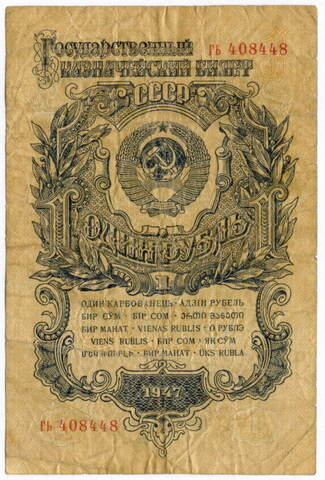 Государственный
ГЬ 408448
Казначейский Билет
СССР
1 Один Рубль 1
1
ОДИН КАРБОВАНЕЦЬ · АДЗІН РУБЕЛЬ
БИР СЎМ · БІР СОМ · ᲔᲠᲗᲘ ᲛᲐᲜᲔᲗᲘ
БИР МАНАТ · VIENAS RUBLIS · О РУБЛЭ
VIENS RUBLIS · БИР СОМ · ЯК СЎМ
ՄԵԿ ՌՈՒԲԼԻ · БИР МАНАТ · ÜKS RUBLA
1947
ГЬ 408448